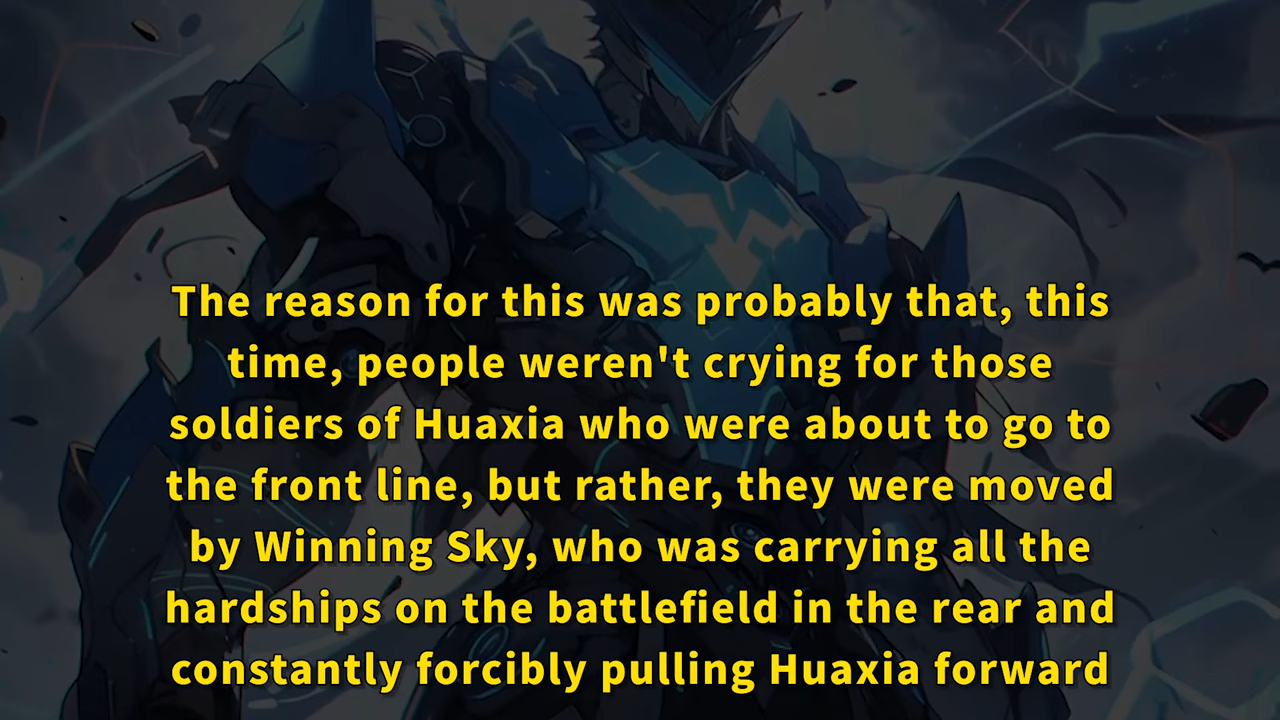 The reason for this was probably that, this
time, people weren't crying for those
soldiers of Huaxia who were about to go to
the front line, but rather, they were moved
by Winning Sky, who was carrying all the
hardships on the battlefield in the rear and
constantly forcibly pulling Huaxia forward